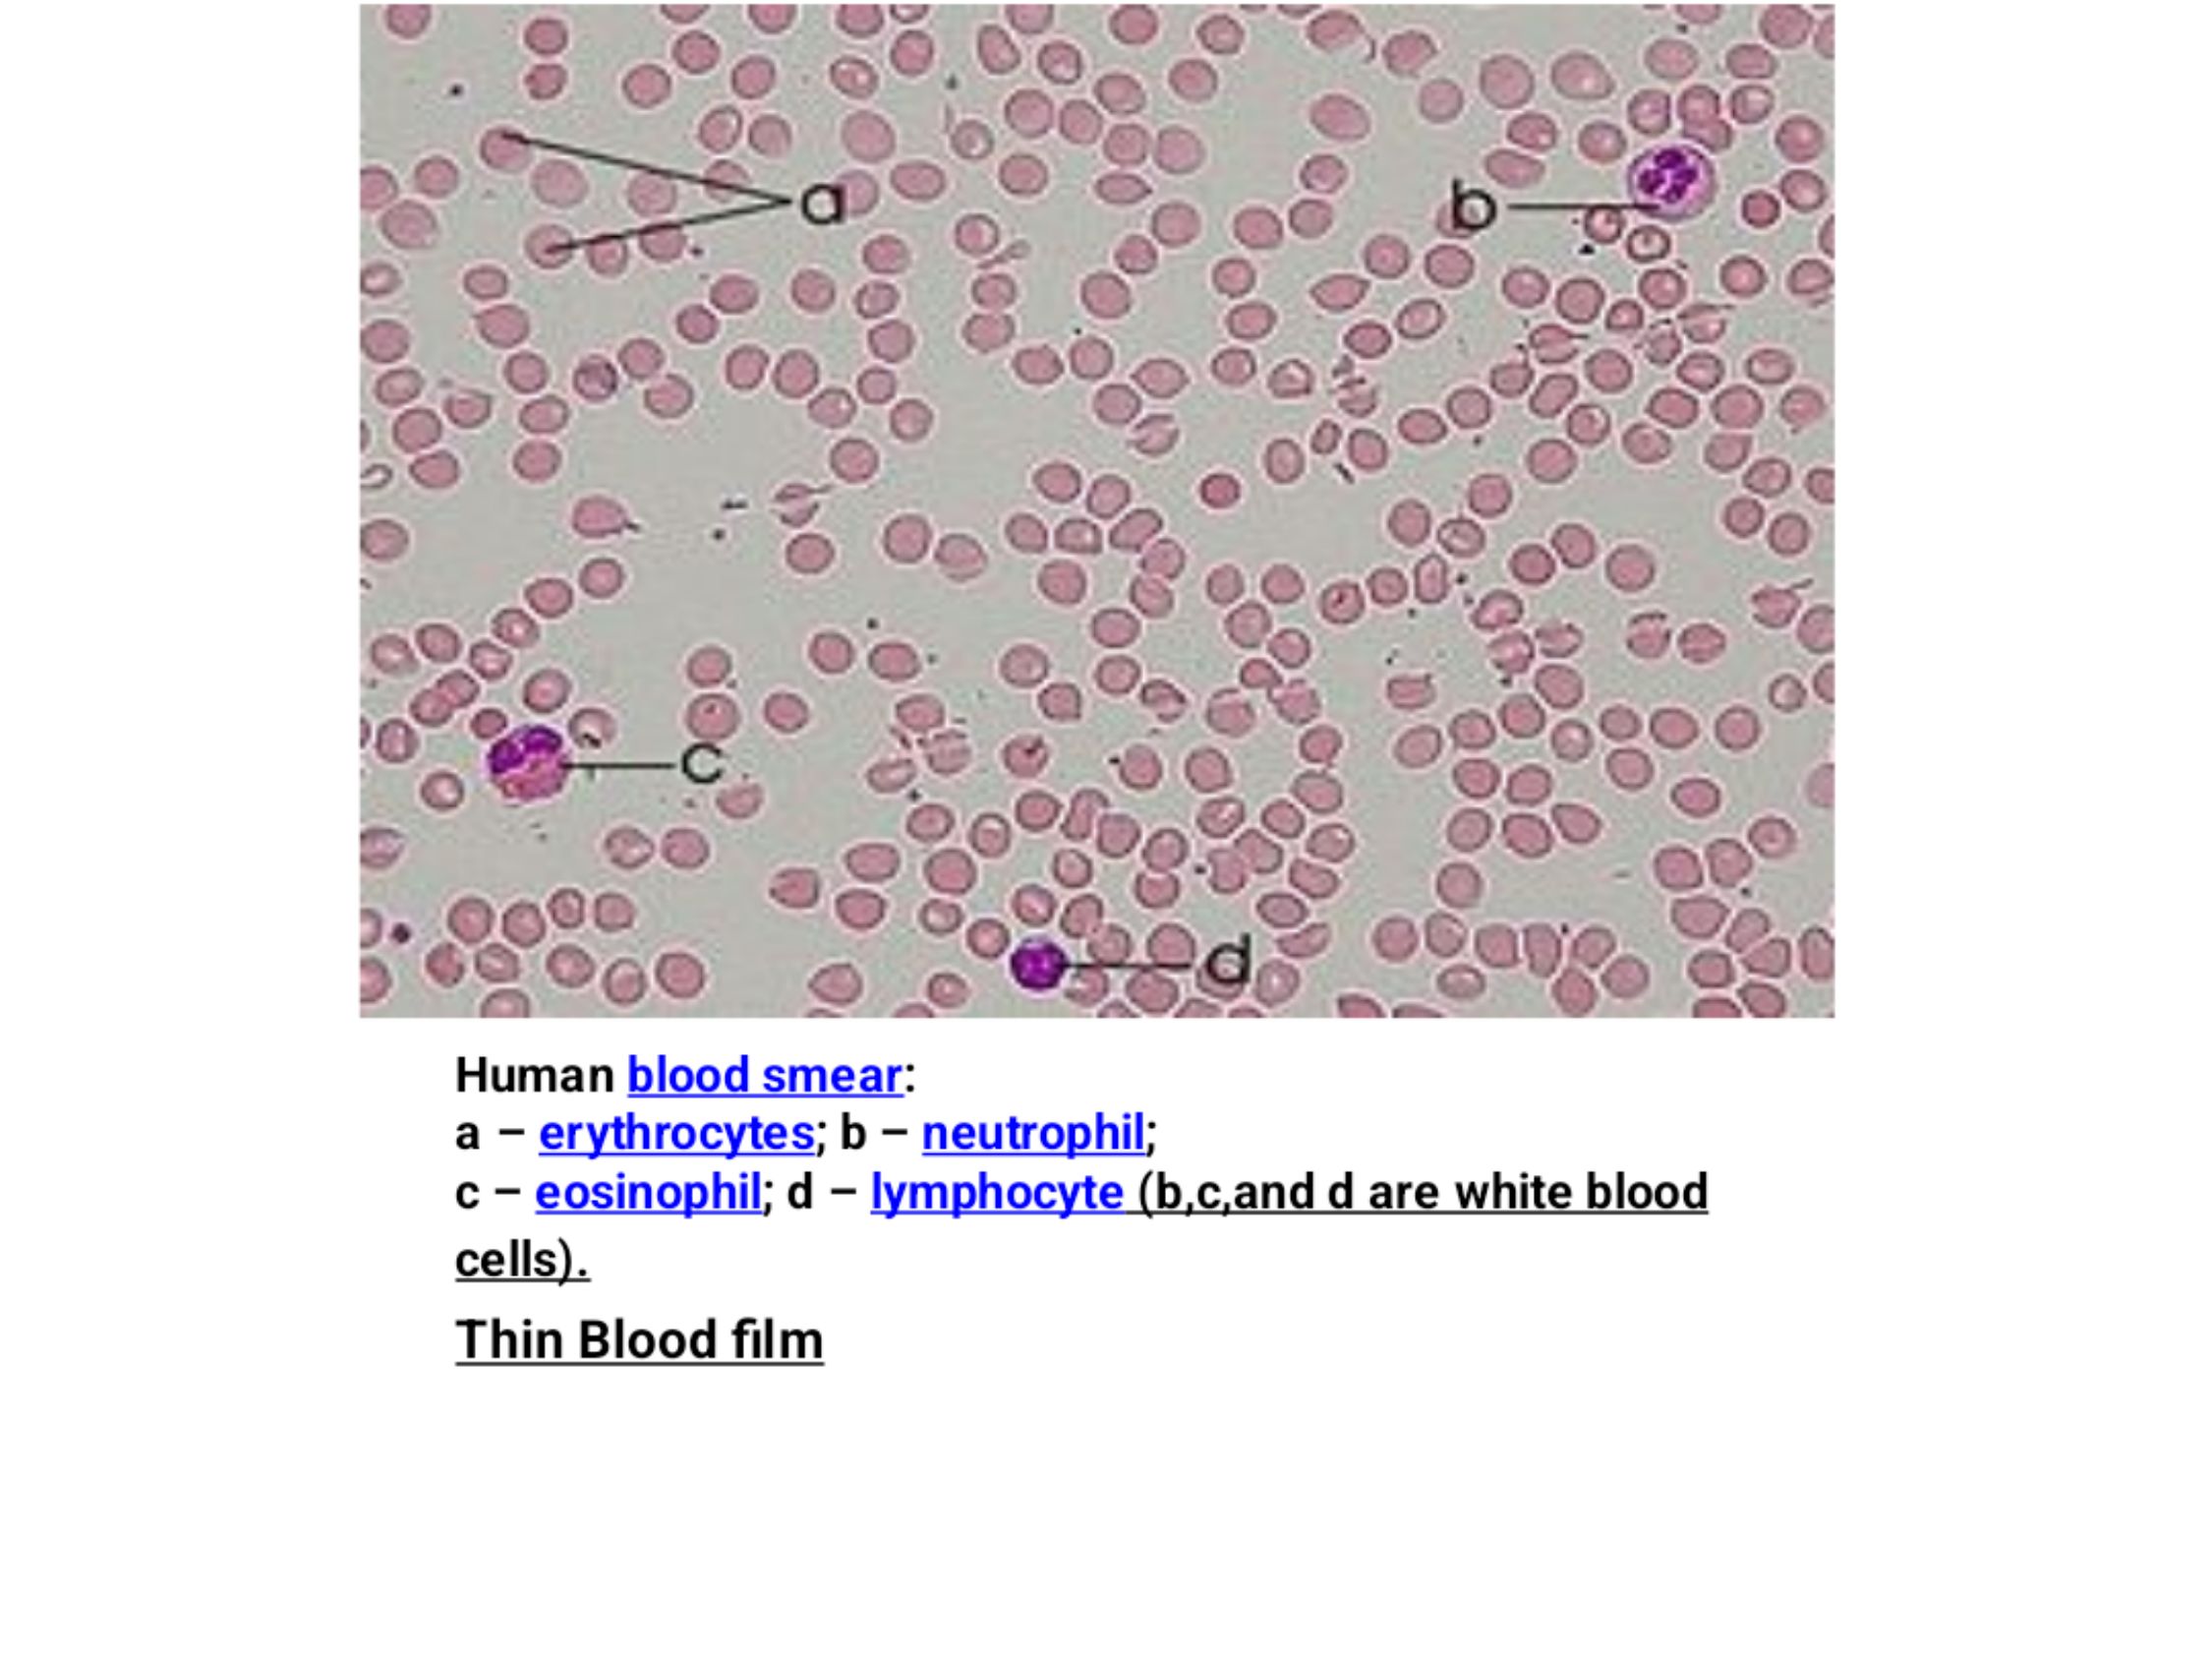 a
b
c
d
Human blood smear:
a – erythrocytes; b – neutrophil;
c – eosinophil; d – lymphocyte (b,c,and d are white blood
cells).
Thin Blood film